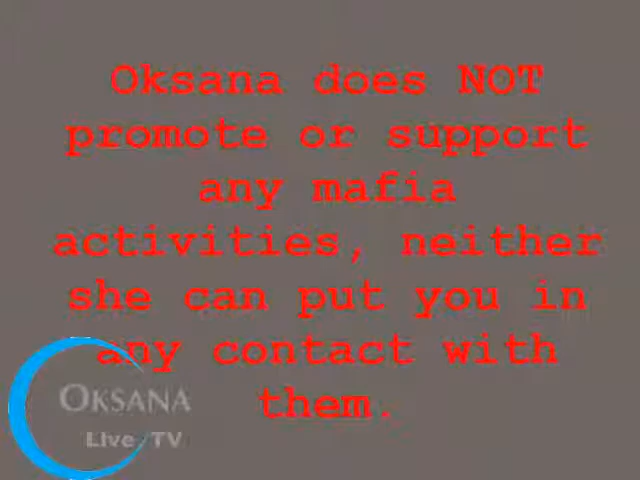 Oksana does NOT
promote or support
any mafia
activities, neither
she can put you in
any contact with
them.
OKSANA
Live TV